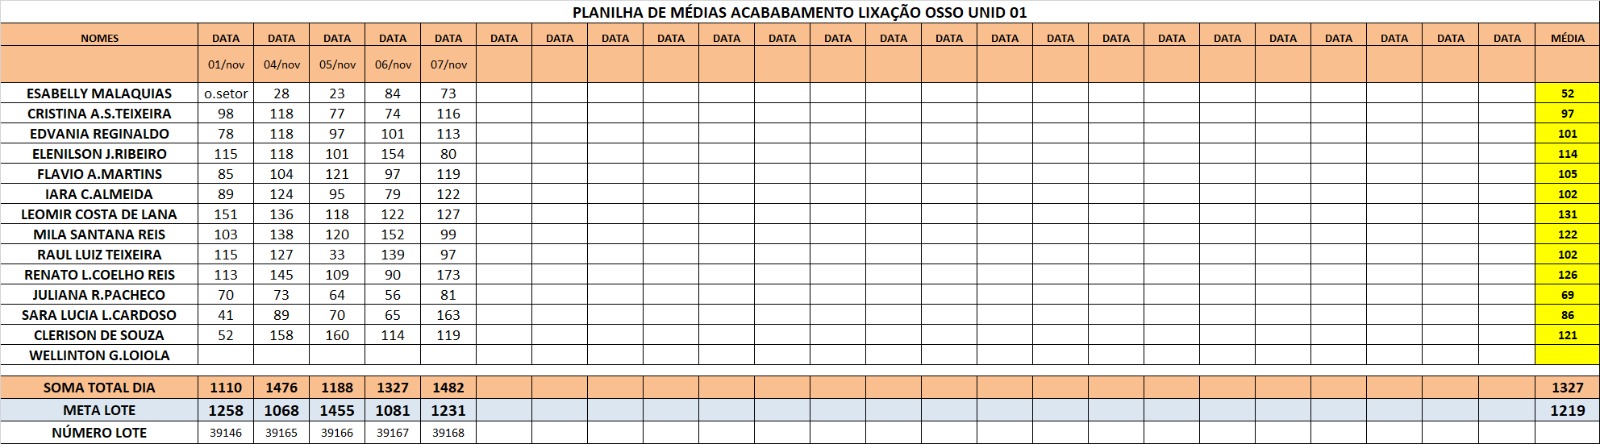 PLANILHA DE MÉDIAS ACABABAMENTO LIXAÇÃO OSSO UNID 01
NOMES DATA DATA DATA DATA DATA DATA DATA DATA DATA DATA DATA DATA DATA DATA DATA DATA DATA DATA DATA DATA DATA DATA DATA DATA MÉDIA
01/nov 04/nov 05/nov 06/nov 07/nov
ESABELLY MALAQUIAS o.setor 28 23 84 73 52
CRISTINA A.S.TEIXEIRA 98 118 77 74 116 97
EDVANIA REGINALDO 78 118 97 101 113 101
ELENILSON J.RIBEIRO 115 118 101 154 80 114
FLAVIO A.MARTINS 85 104 121 97 119 105
IARA C.ALMEIDA 89 124 95 79 122 102
LEOMIR COSTA DE LANA 151 136 118 122 127 131
MILA SANTANA REIS 103 138 120 152 99 122
RAUL LUIZ TEIXEIRA 115 127 33 139 97 102
RENATO L.COELHO REIS 113 145 109 90 173 126
JULIANA R.PACHECO 70 73 64 56 81 69
SARA LUCIA L.CARDOSO 41 89 70 65 163 86
CLERISON DE SOUZA 52 158 160 114 119 121
WELLINTON G.LOIOLA
SOMA TOTAL DIA 1110 1476 1188 1327 1482 1327
META LOTE 1258 1068 1455 1081 1231 1219
NÚMERO LOTE 39146 39165 39166 39167 39168